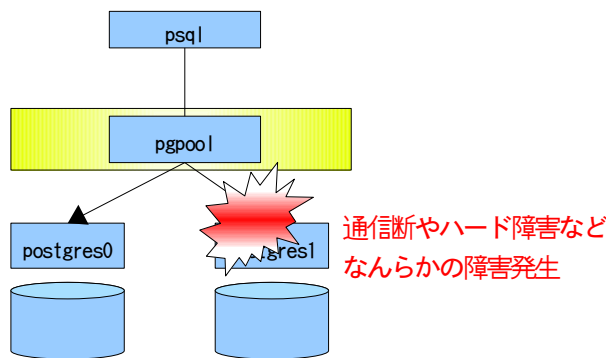 psql
pgpool
postgres0
gres1
通信断やハード障害など
なんらかの障害発生